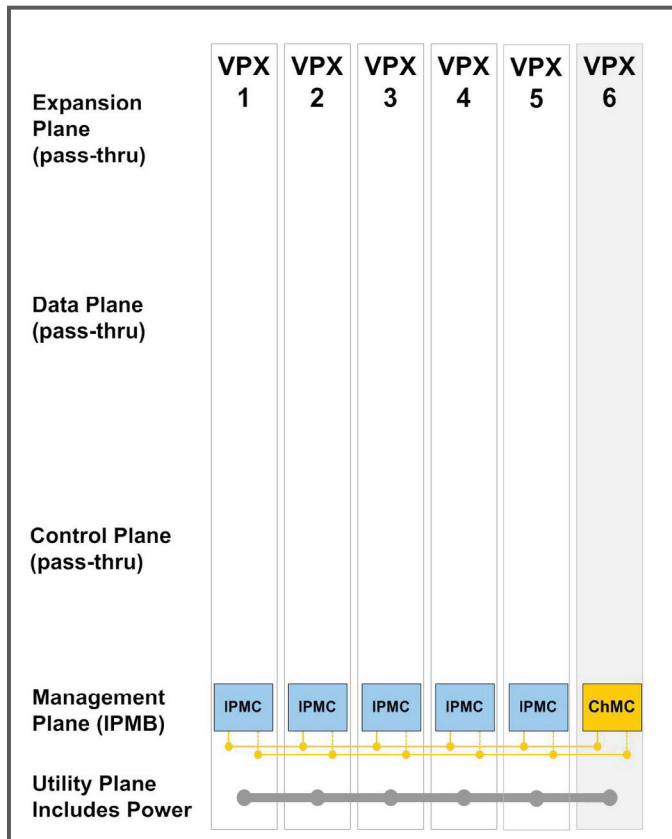 VPX 1
VPX 2
VPX 3
VPX 4
VPX 5
VPX 6
Expansion
Plane
(pass-thru)
Data Plane
(pass-thru)
Control Plane
(pass-thru)
Management
Plane (IPMB)
IPMC
IPMC
IPMC
IPMC
IPMC
ChMC
Utility Plane
Includes Power